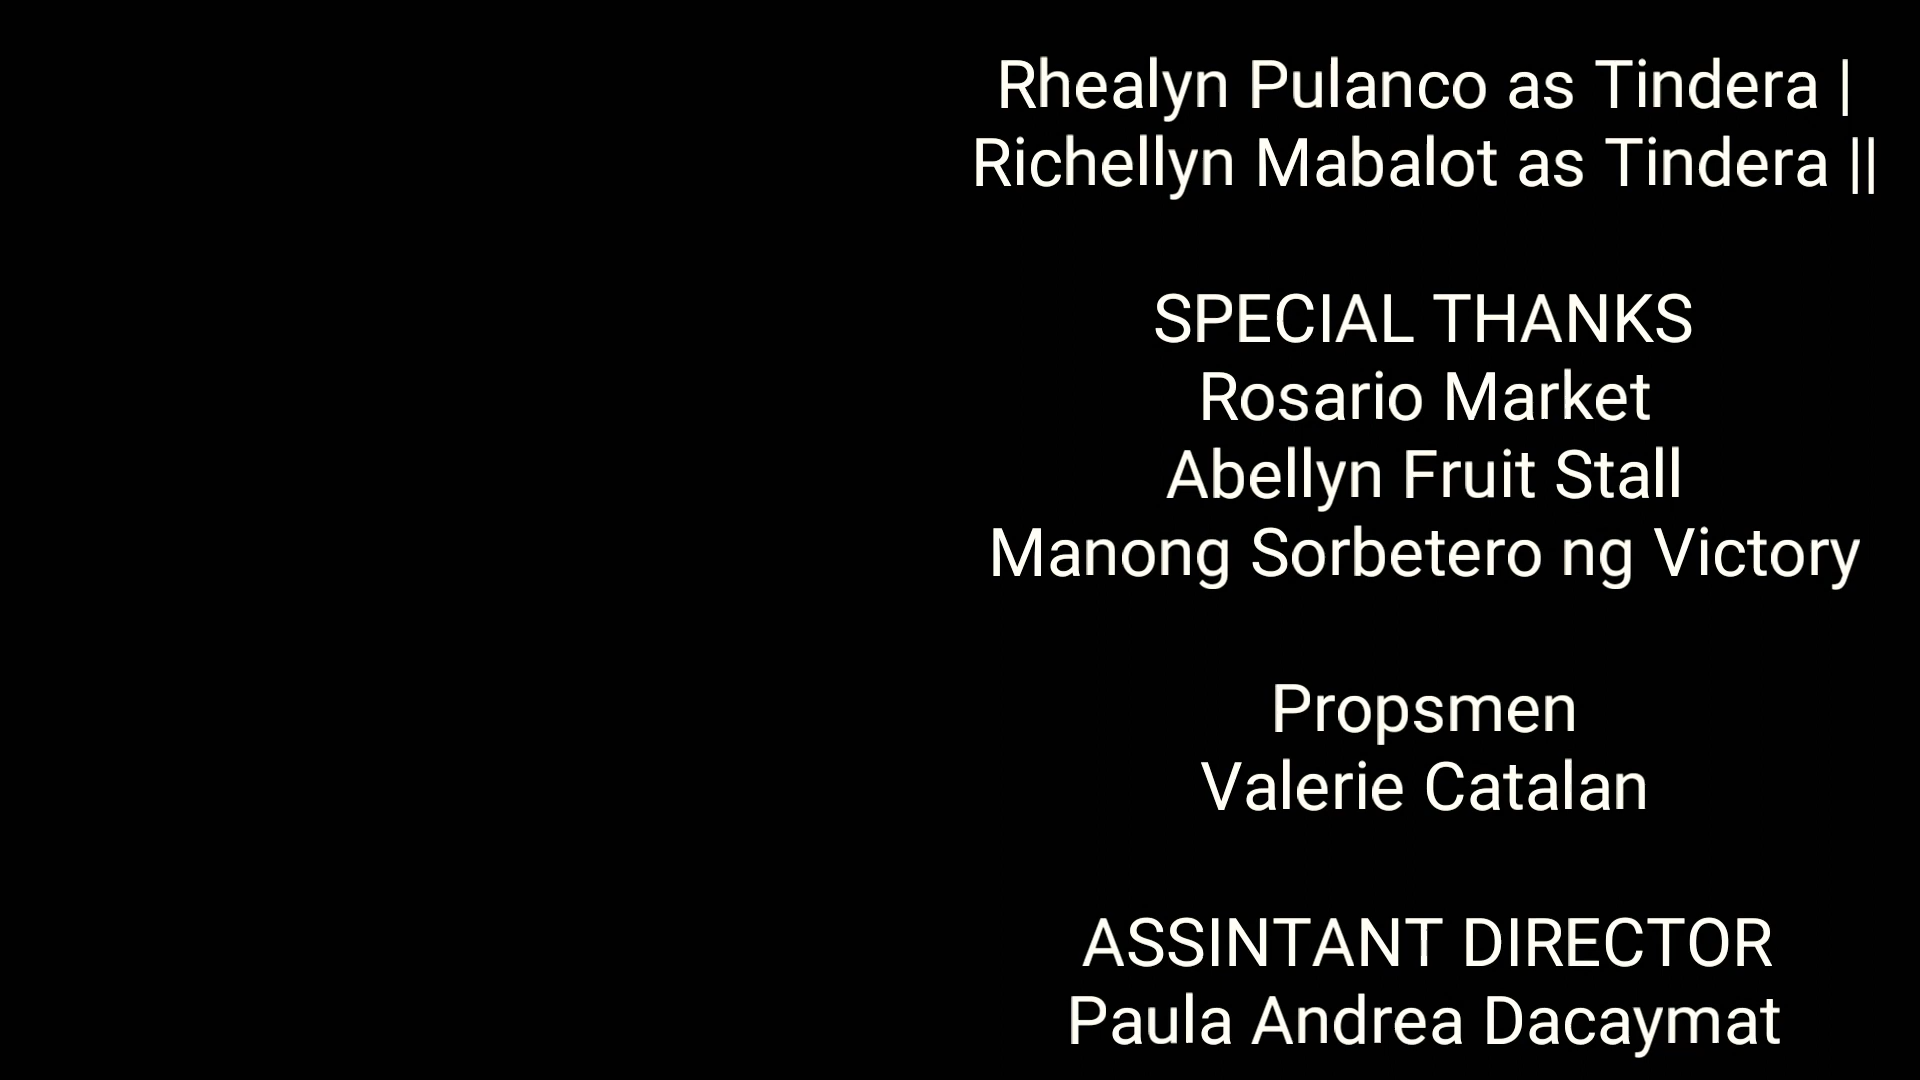 Rhealyn Pulanco as Tindera |
Richellyn Mabalot as Tindera ||
SPECIAL THANKS
Rosario Market
Abellyn Fruit Stall
Manong Sorbetero ng Victory
Propsmen
Valerie Catalan
ASSINTANT DIRECTOR
Paula Andrea Dacaymat